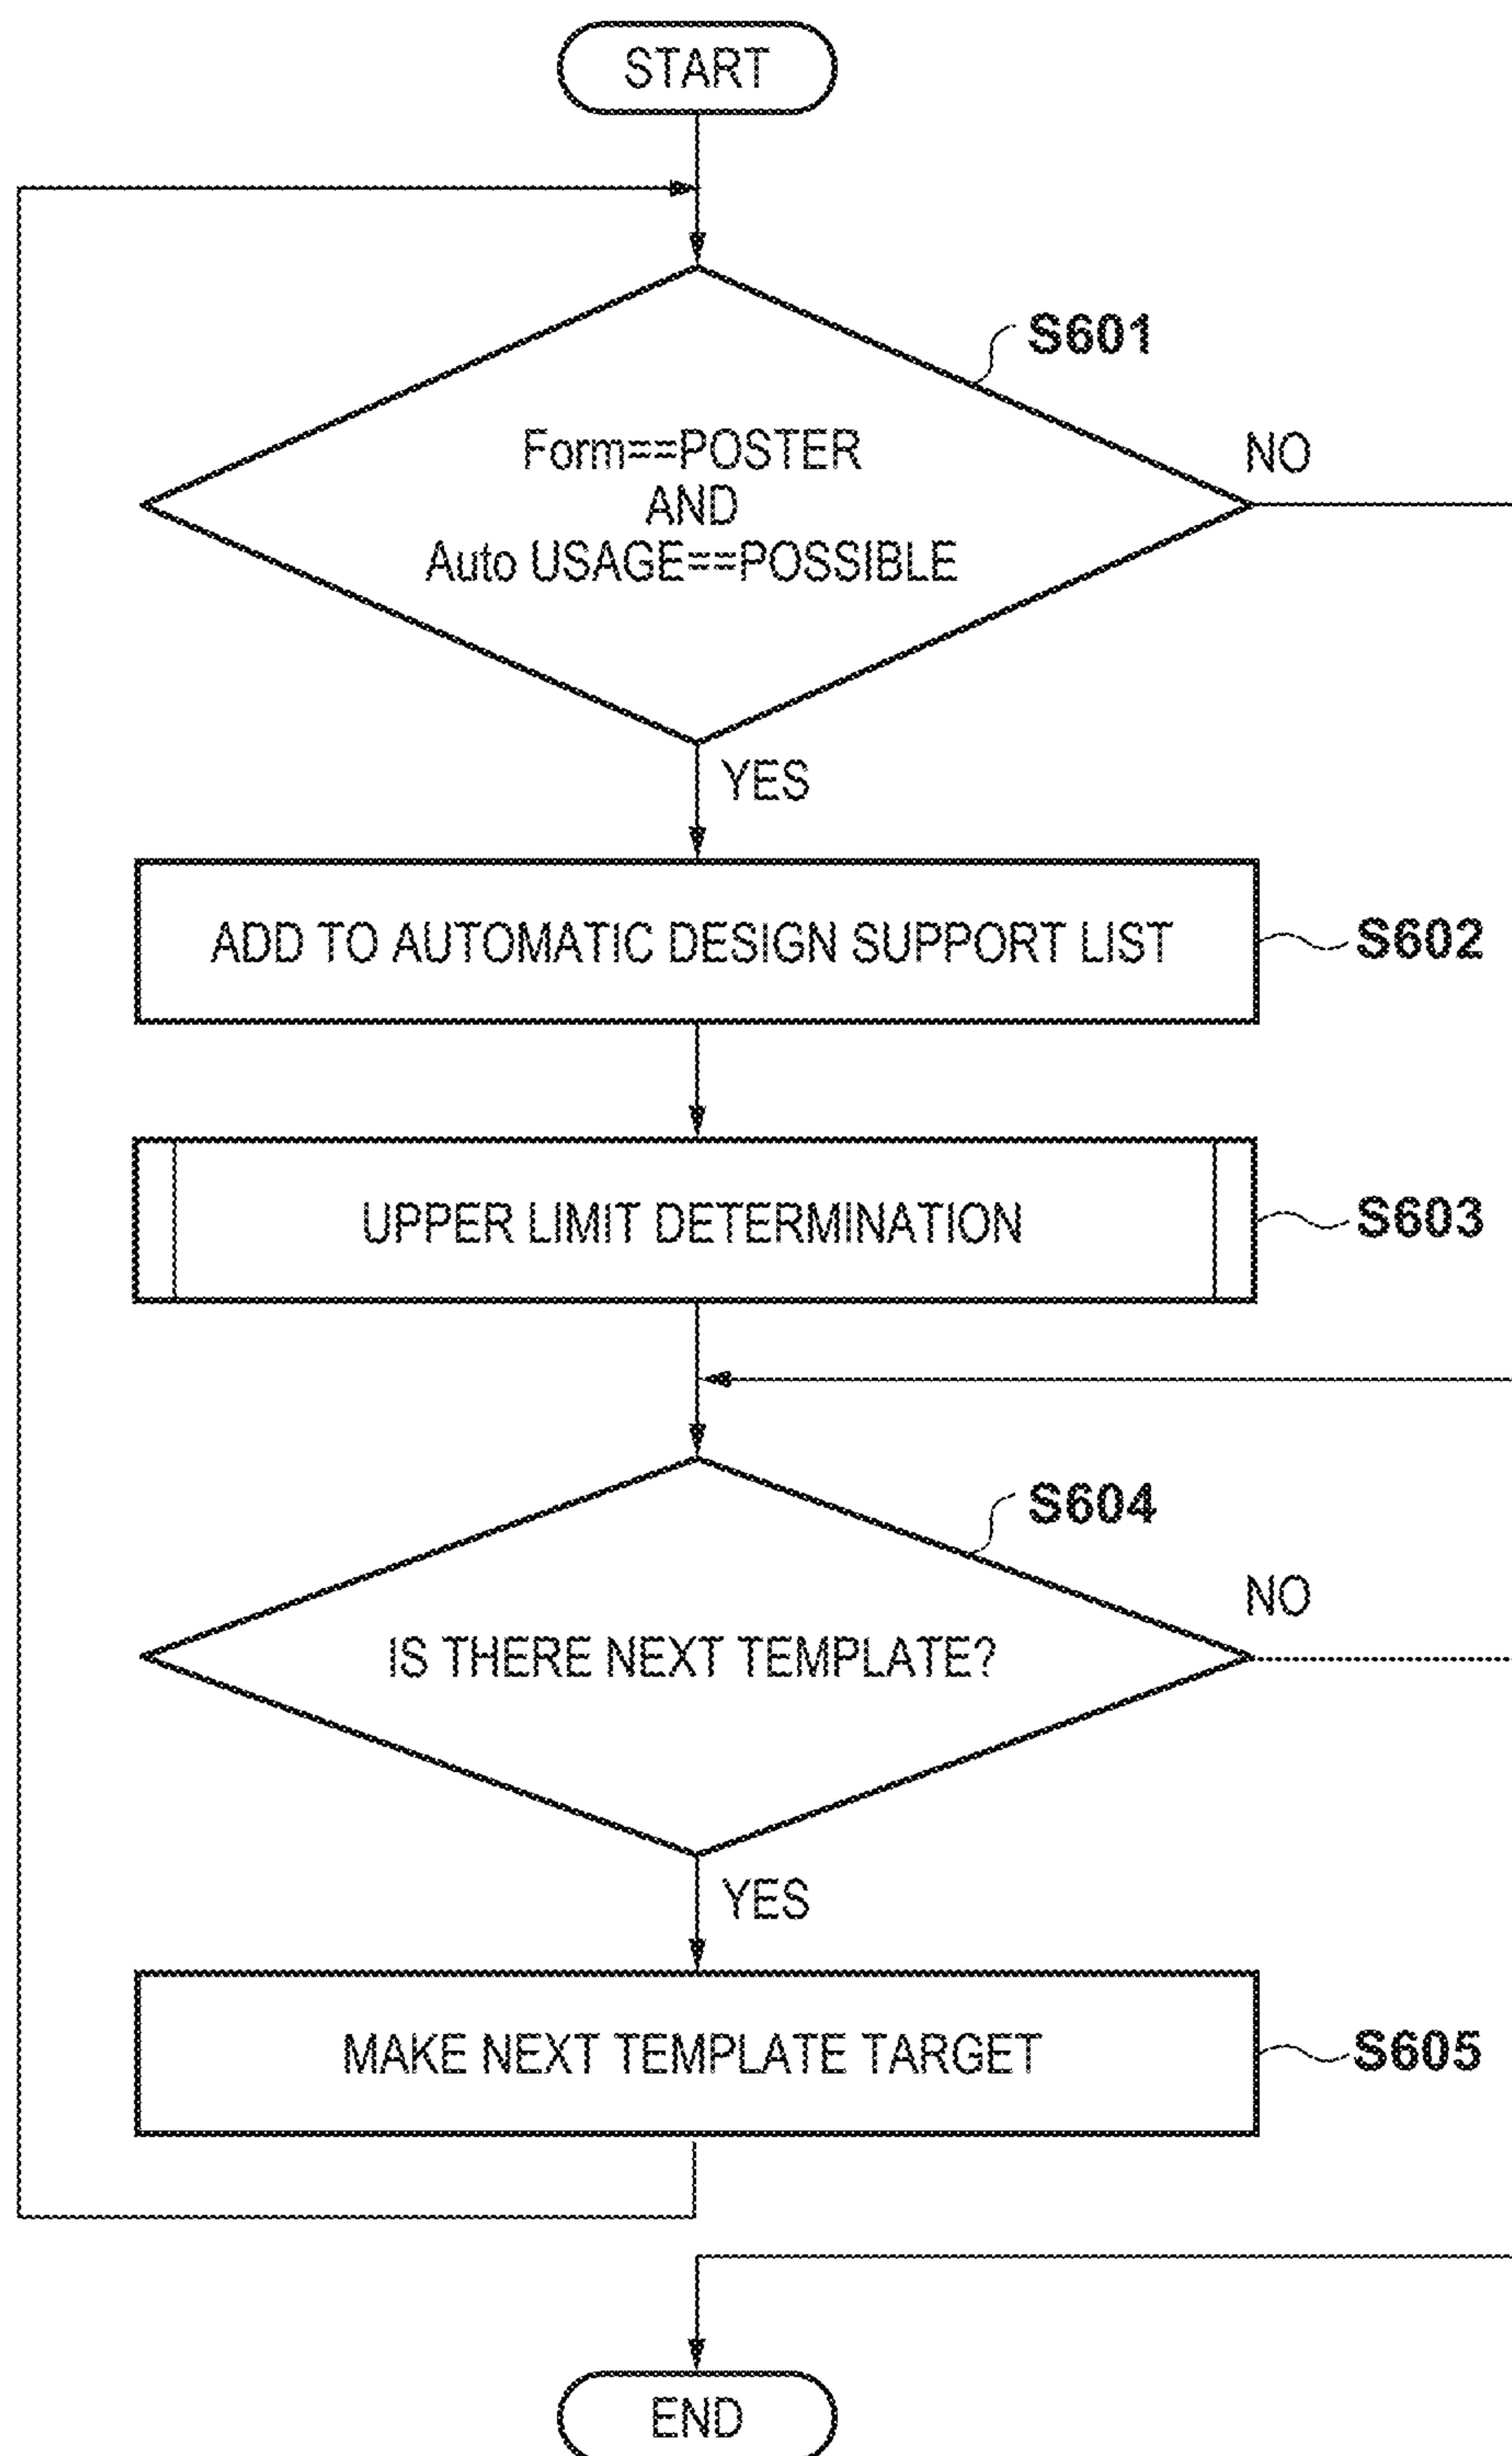 START
S601
Form==POSTER
NO
AND
Auto USAGE==POSSIBLE
YES
ADD TO AUTOMATIC DESIGN SUPPORT LIST
S602
UPPER LIMIT DETERMINATION
S603
S604
NO
IS THERE NEXT TEMPLATE?
YES
MAKE NEXT TEMPLATE TARGET
S605
END